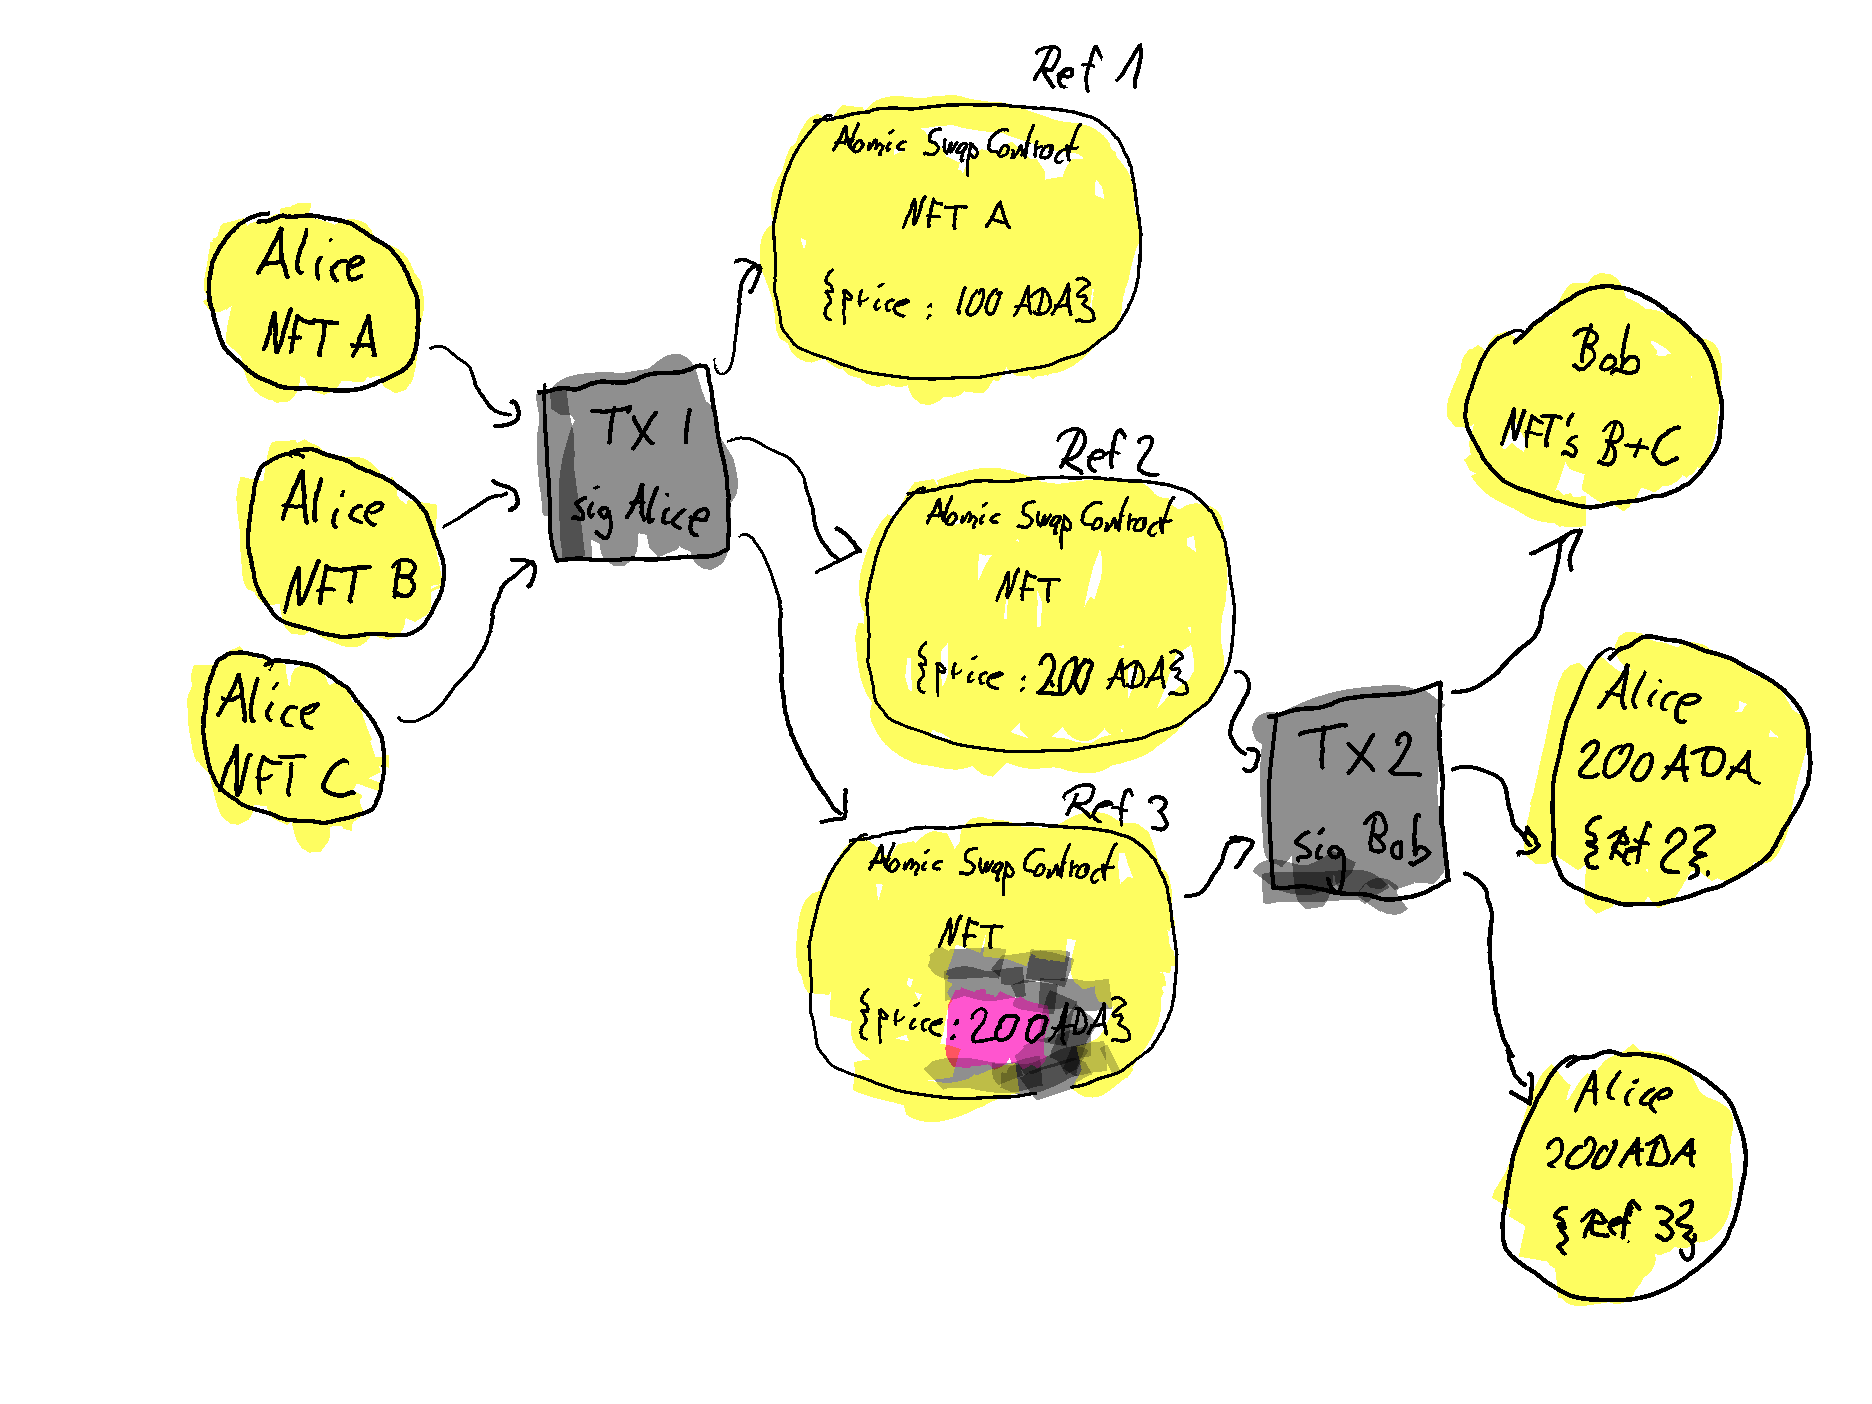 Ref 1
Atomic Swap Contract
NFT A
{price : 100 ADA}
Alice
NFT A
Alice
NFT B
Alice
NFT C
TX 1
sig Alice
Ref 2
Atomic Swap Contract
NFT
{price : 200 ADA}
Ref 3
Atomic Swap Contract
NFT
{price : 200 ADA}
TX 2
sig Bob
Bob
NFT's B+C
Alice
200 ADA
{Ref 2}
Alice
200 ADA
{Ref 3}